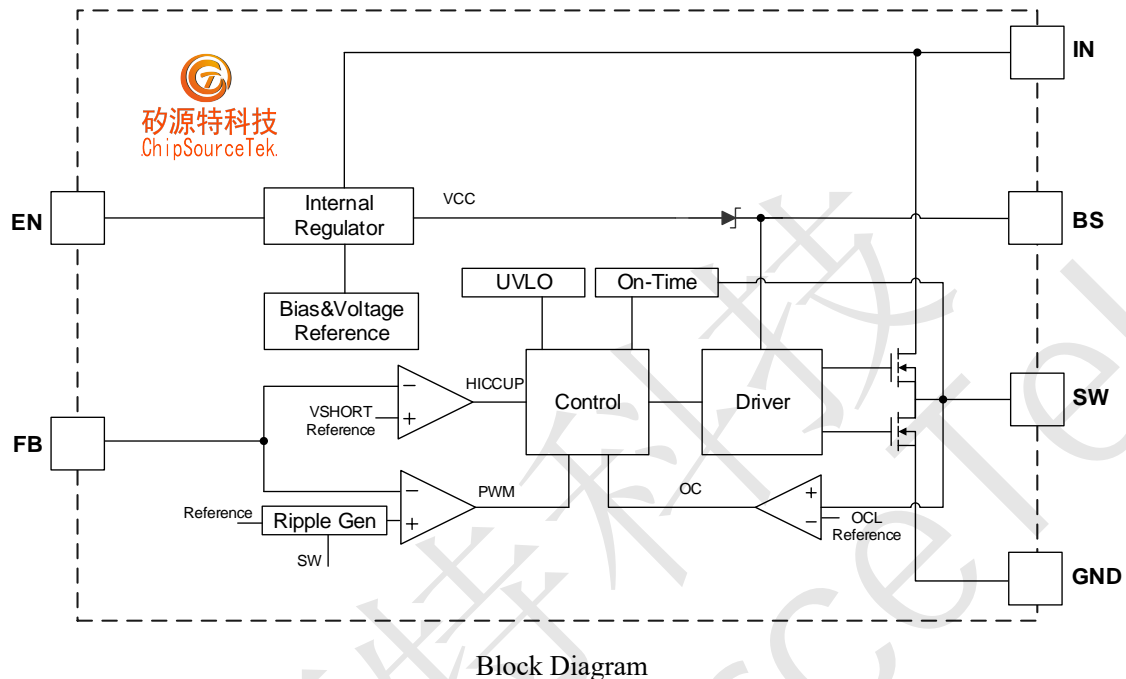 IN
矽源特科技
ChipSourceTek.
EN
Internal
Regulator
VCC
BS
UVLO
On-Time
Bias&Voltage
Reference
HICCUP
VSHORT
Reference
Control
Driver
SW
FB
PWM
OC
Reference
Ripple Gen
SW
OCL
Reference
GND
Block Diagram